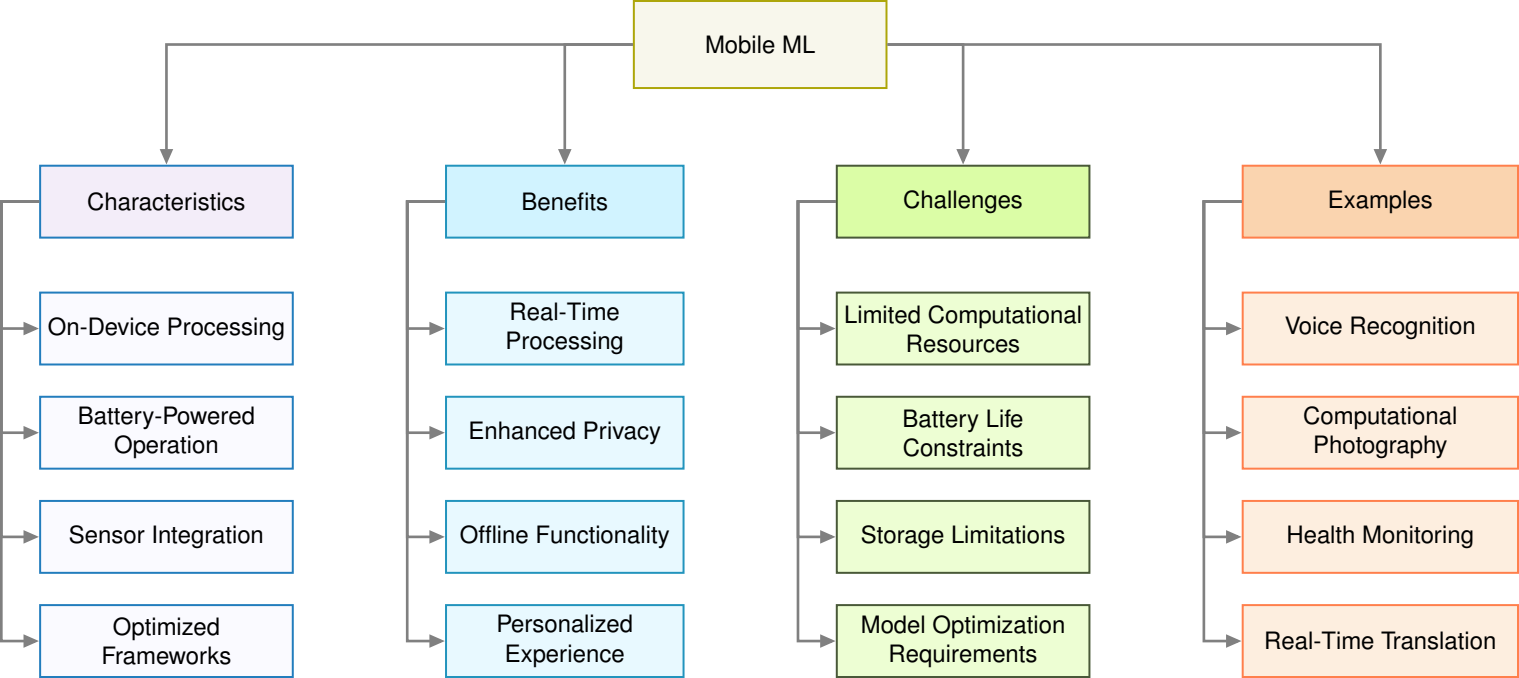 Mobile ML
Characteristics
On-Device Processing
Battery-Powered
Operation
Sensor Integration
Optimized
Frameworks
Benefits
Real-Time
Processing
Enhanced Privacy
Offline Functionality
Personalized
Experience
Challenges
Limited Computational
Resources
Battery Life
Constraints
Storage Limitations
Model Optimization
Requirements
Examples
Voice Recognition
Computational
Photography
Health Monitoring
Real-Time Translation